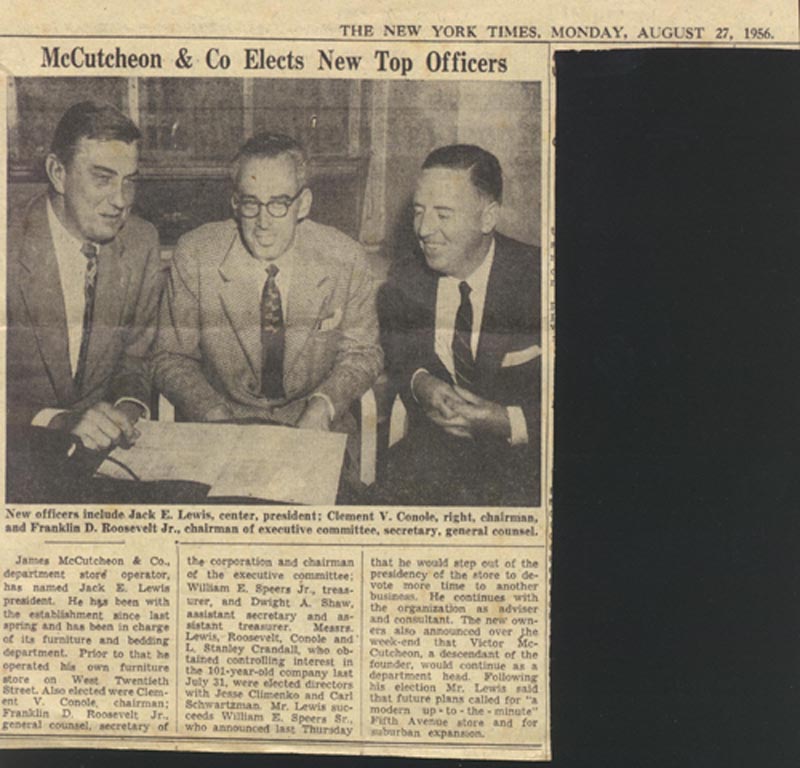 THE NEW YORK TIMES, MONDAY, AUGUST 27, 1956.
McCutcheon & Co Elects New Top Officers
New officers include Jack E. Lewis, center, president; Clement V. Conole, right, chairman,
and Franklin D. Roosevelt Jr., chairman of executive committee, secretary, general counsel.
James McCutcheon & Co.,
department store operator,
has named Jack E. Lewis
president. He has been with
the establishment since last
spring and has been in charge
of its furniture and bedding
department. Prior to that he
operated his own furniture
store on West Twentieth
Street. Also elected were Clem-
ent V. Conole, chairman;
Franklin D. Roosevelt Jr.,
general counsel, secretary of
the corporation and chairman
of the executive committee;
William E. Speers Jr., treas-
urer, and Dwight A. Shaw,
assistant secretary and as-
sistant treasurer. Messrs.
Lewis, Roosevelt, Conole and
L. Stanley Crandall, who ob-
tained controlling interest in
the 101-year-old company last
July 31, were elected directors
with Jesse Climenko and Carl
Schwartzman. Mr. Lewis suc-
ceeds William E. Speers Sr.,
who announced last Thursday
that he would step out of the
presidency of the store to de-
vote more time to another
business. He continues with
the organization as adviser
and consultant. The new own-
ers also announced over the
week-end that Victor Mc-
Cutcheon, a descendant of the
founder, would continue as a
department head. Following
his election Mr. Lewis said
that future plans called for "a
modern up-to-the-minute"
Fifth Avenue store and for
suburban expansion.